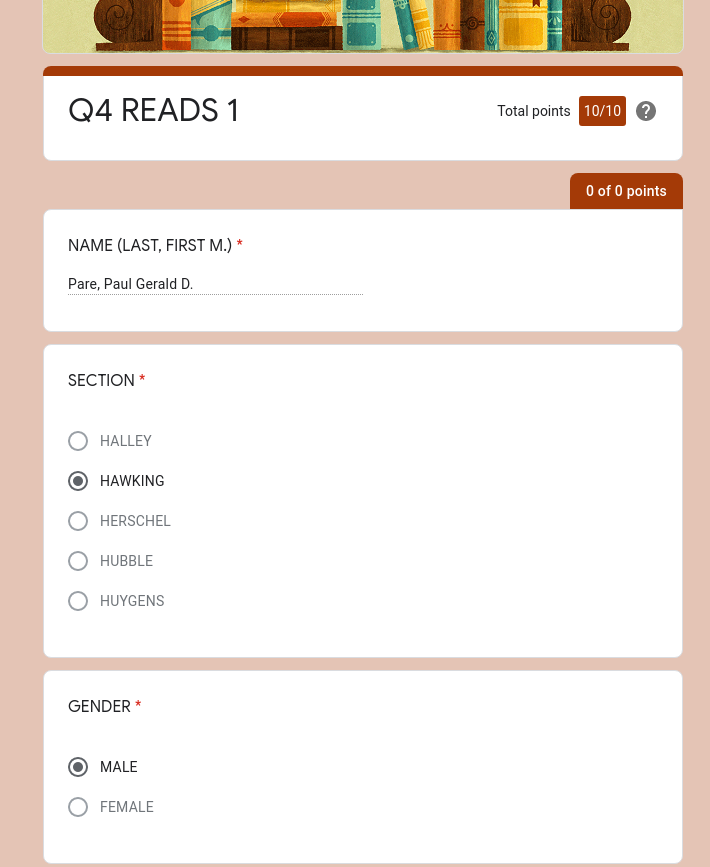 Q4 READS 1
Total points 10/10 ?
0 of 0 points
NAME (LAST, FIRST M.) *
Pare, Paul Gerald D.
SECTION *
HALLEY
HAWKING
HERSCHEL
HUBBLE
HUYGENS
GENDER *
MALE
FEMALE